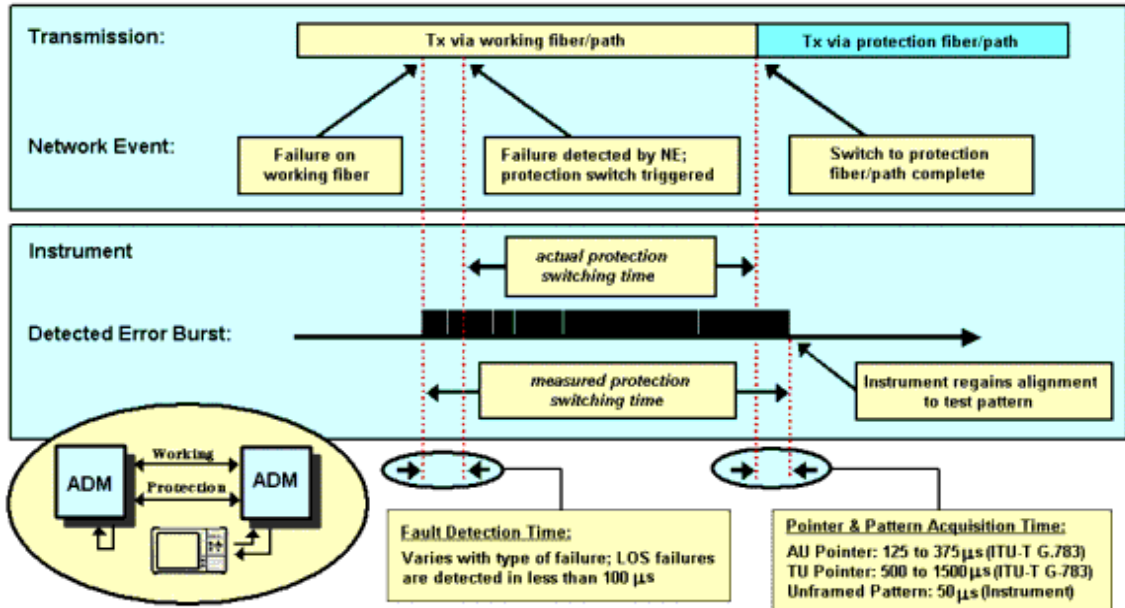 Transmission:
Tx via working fiber/path
Tx via protection fiber/path
Network Event:
Failure on
working fiber
Failure detected by NE;
protection switch triggered
Switch to protection
fiber/path complete
Instrument
actual protection
switching time
Detected Error Burst:
measured protection
switching time
Instrument regains alignment
to test pattern
ADM
Working
Protection
ADM
Fault Detection Time:
Varies with type of failure; LOS failures
are detected in less than 100 μs
Pointer & Pattern Acquisition Time:
AU Pointer: 125 to 375μs (ITU-T G.783)
TU Pointer: 500 to 1500μs (ITU-T G-783)
Unframed Pattern: 50μs (Instrument)